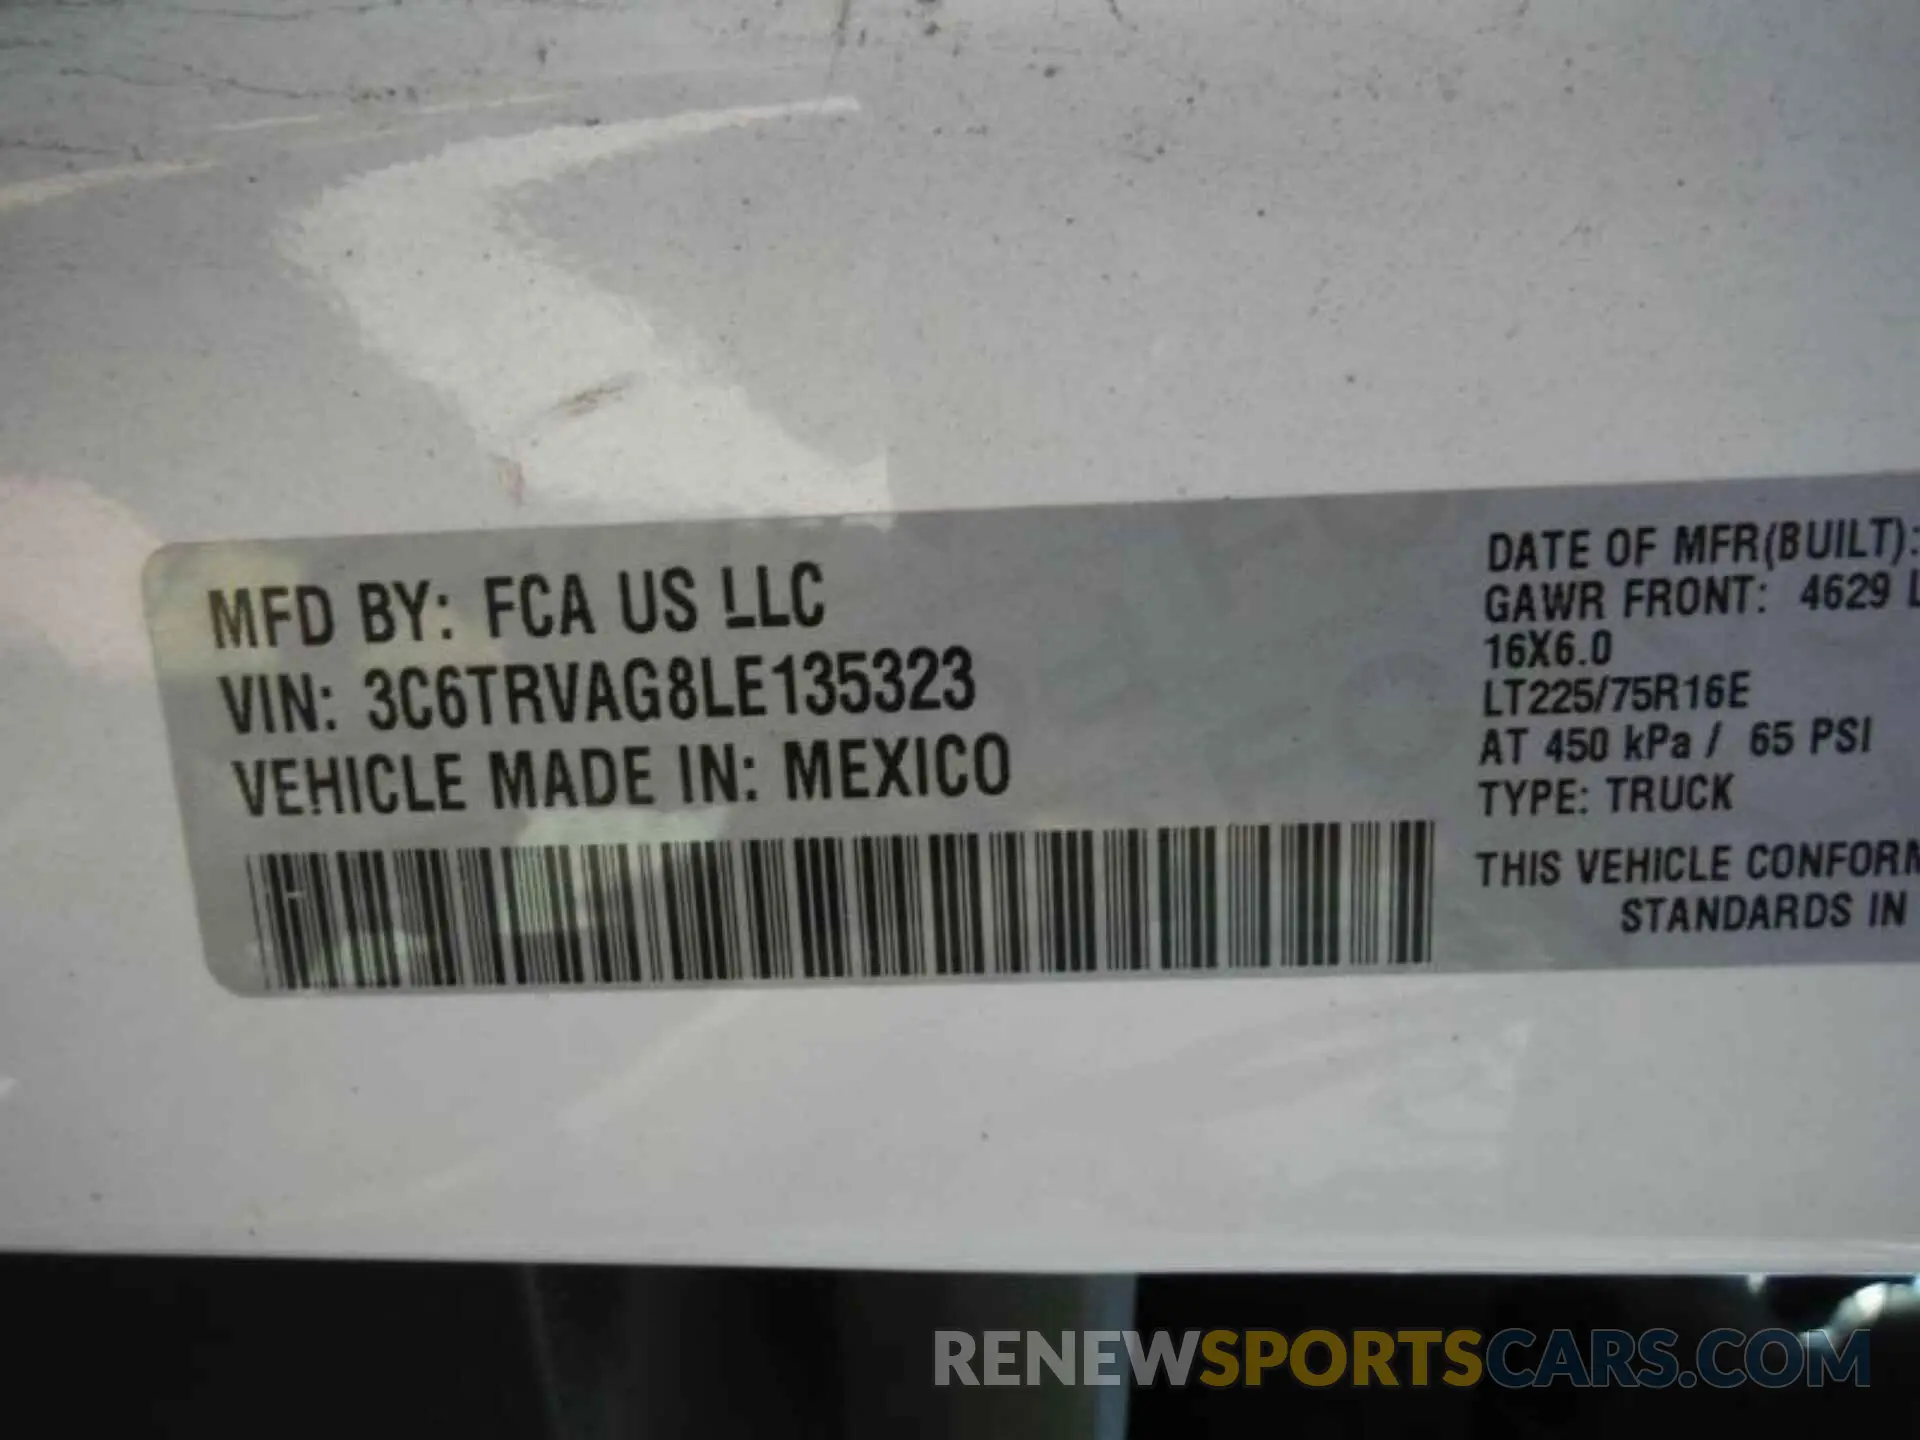 MFD BY: FCA US LLC
VIN: 3C6TRVAG8LE135323
VEHICLE MADE IN: MEXICO
DATE OF MFR(BUILT):
GAWR FRONT: 4629 L
16X6.0
LT225/75R16E
AT 450 kPa / 65 PSI
TYPE: TRUCK
THIS VEHICLE CONFORM
STANDARDS IN
RENEWSPORTSCARS.COM